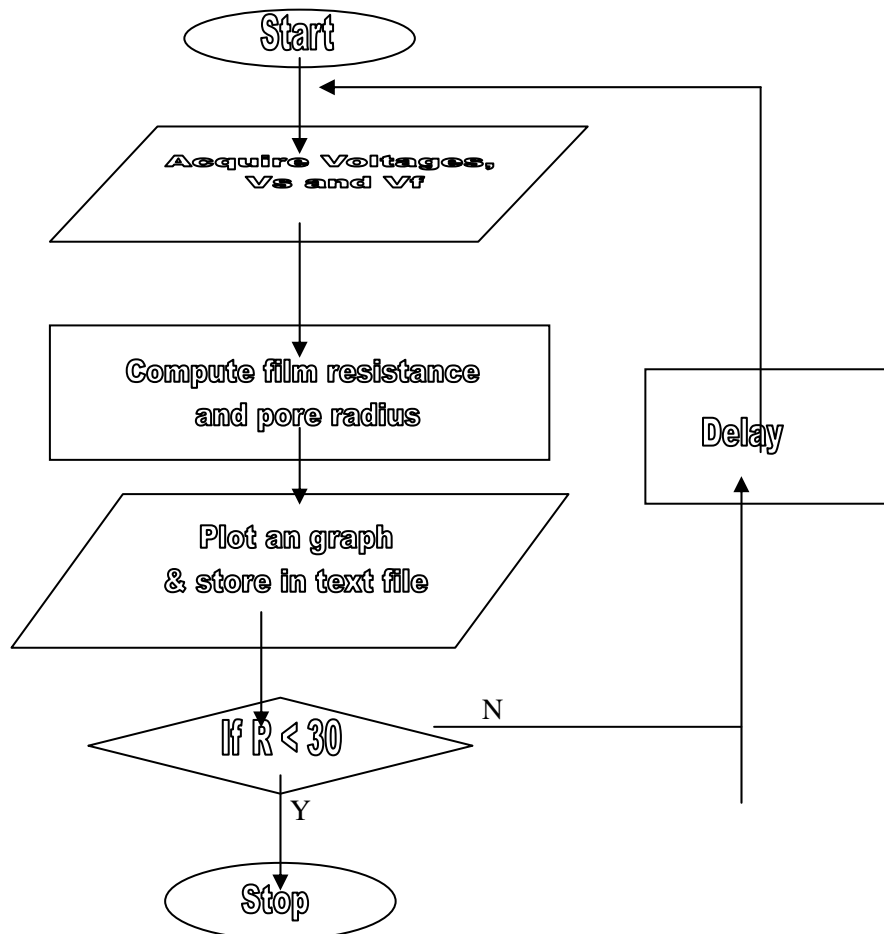 Start
Acquire Voltages,
Vs and Vf
Compute film resistance
and pore radius
Delay
Plot an graph
& store in text file
If R < 30
N
Y
Stop